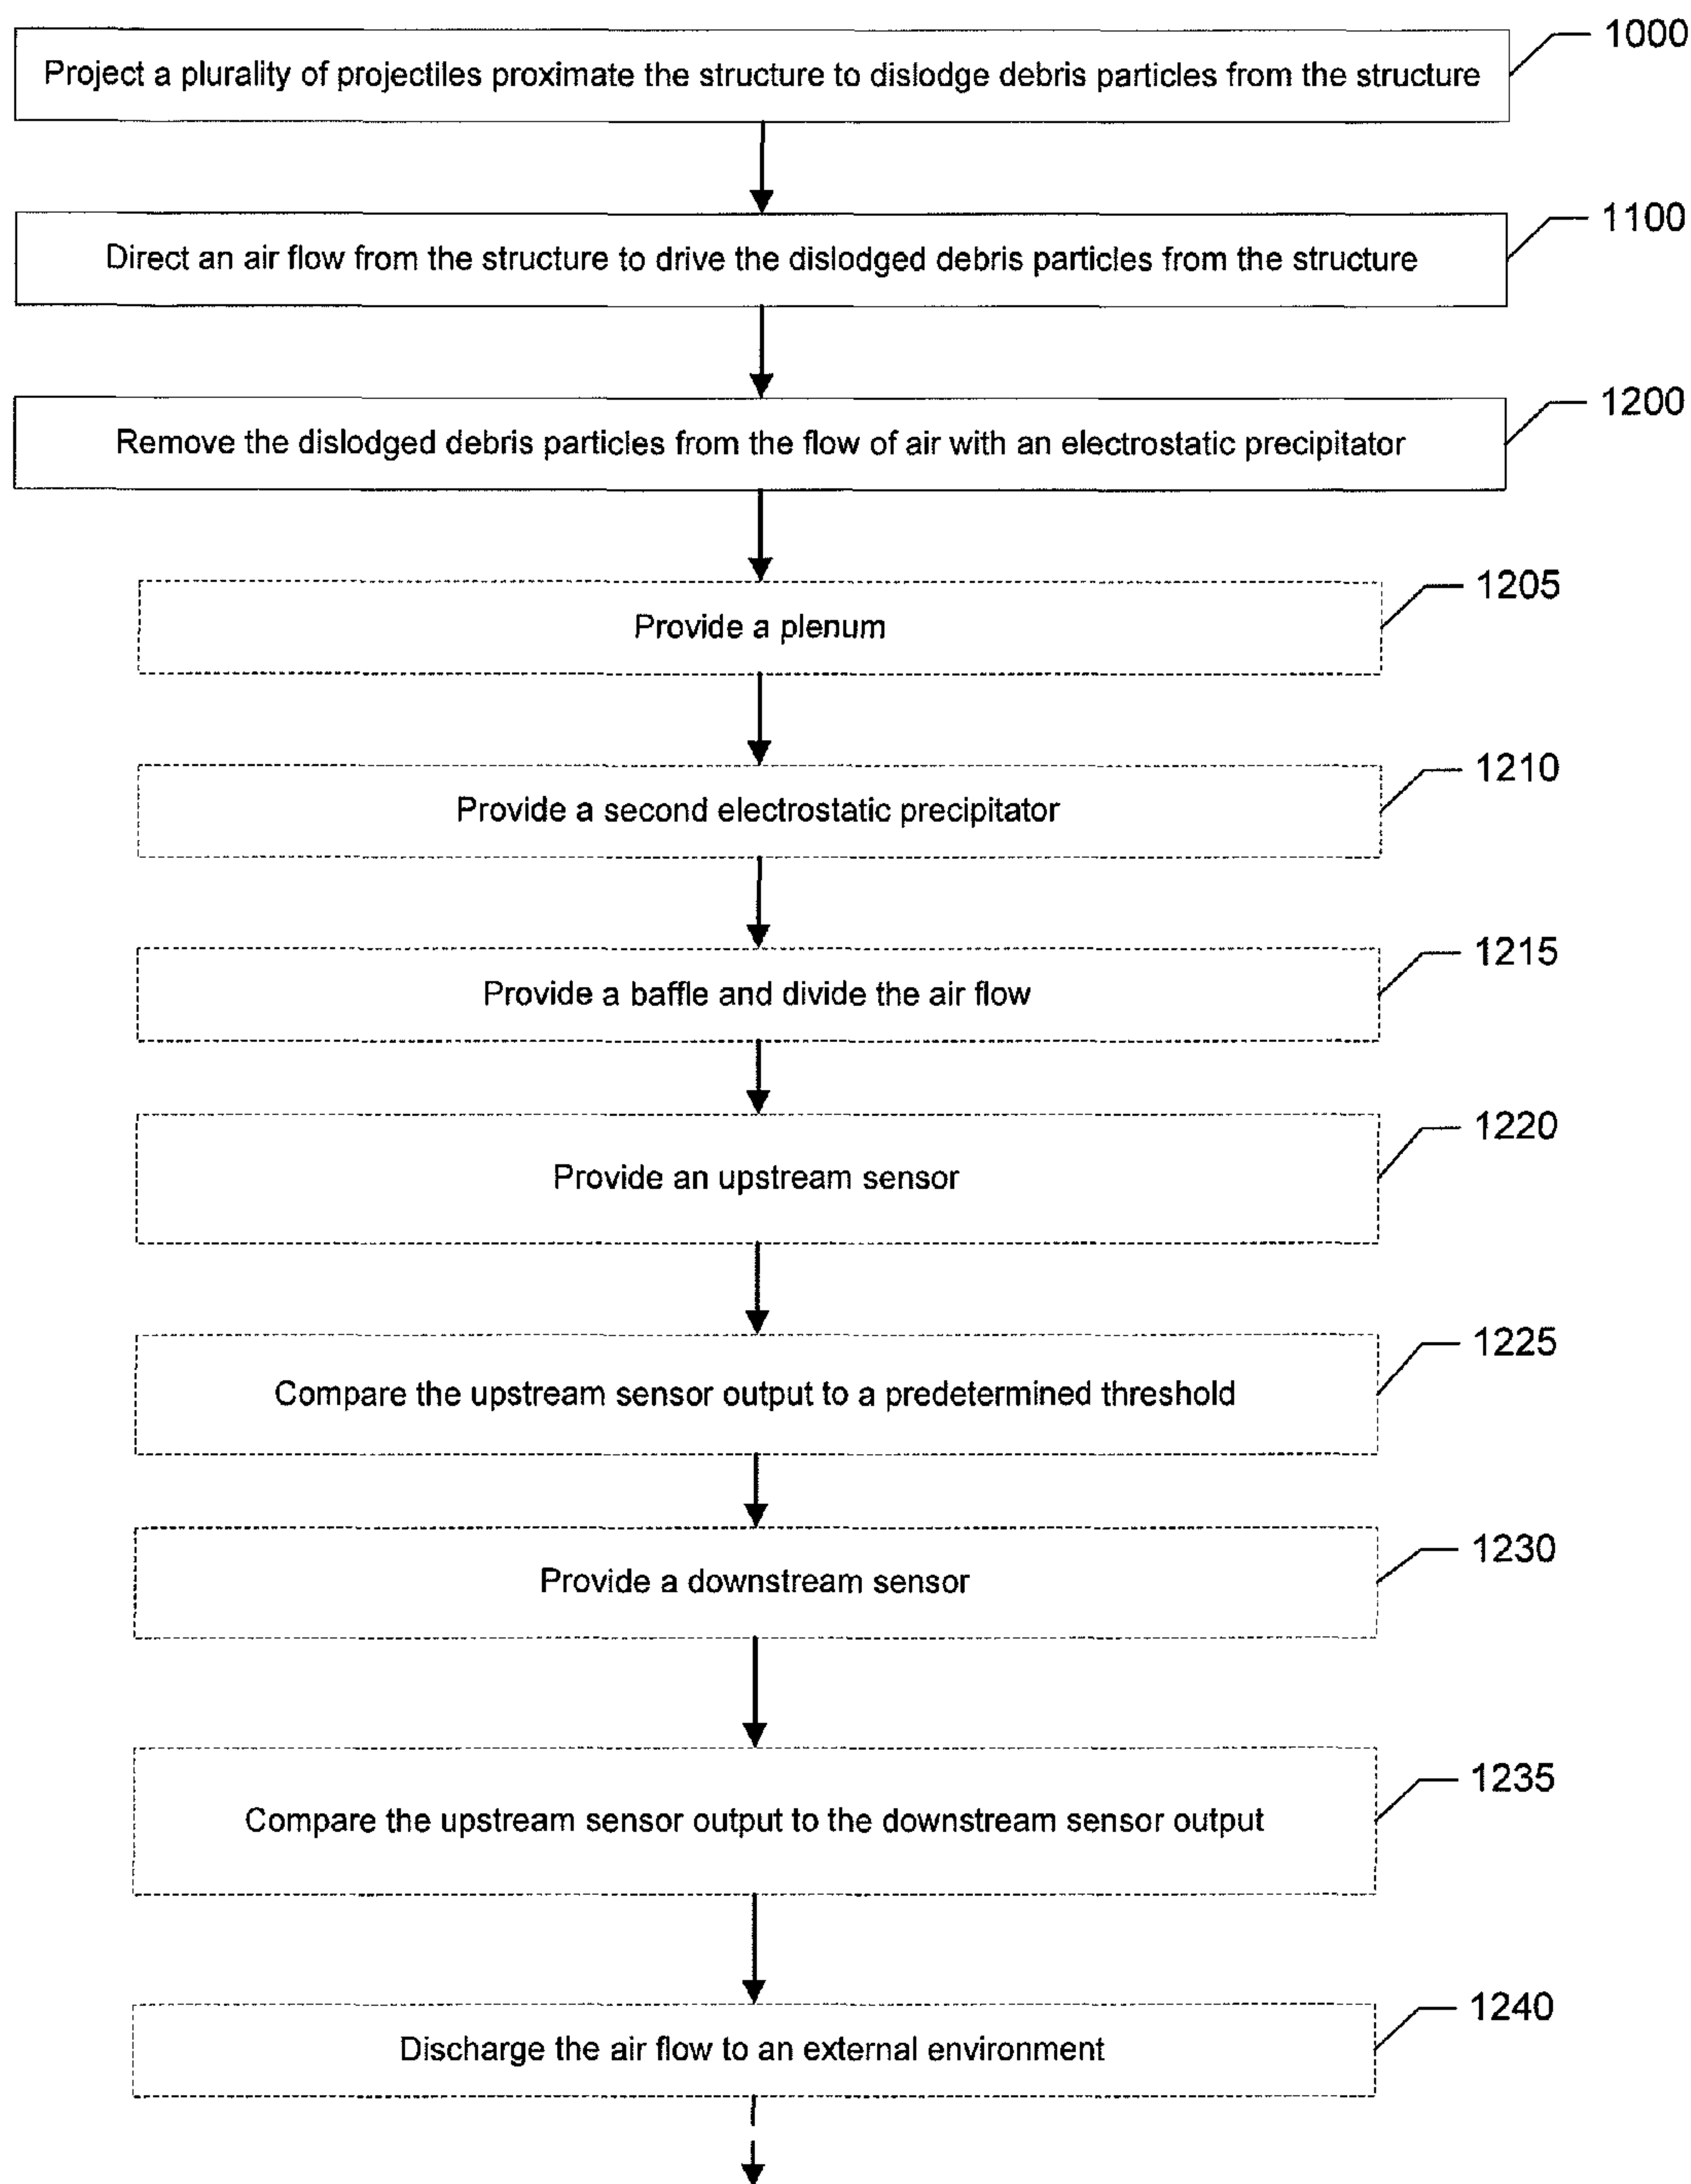 1000
Project a plurality of projectiles proximate the structure to dislodge debris particles from the structure
1100
Direct an air flow from the structure to drive the dislodged debris particles from the structure
1200
Remove the dislodged debris particles from the flow of air with an electrostatic precipitator
1205
Provide a plenum
1210
Provide a second electrostatic precipitator
1215
Provide a baffle and divide the air flow
1220
Provide an upstream sensor
1225
Compare the upstream sensor output to a predetermined threshold
1230
Provide a downstream sensor
1235
Compare the upstream sensor output to the downstream sensor output
1240
Discharge the air flow to an external environment